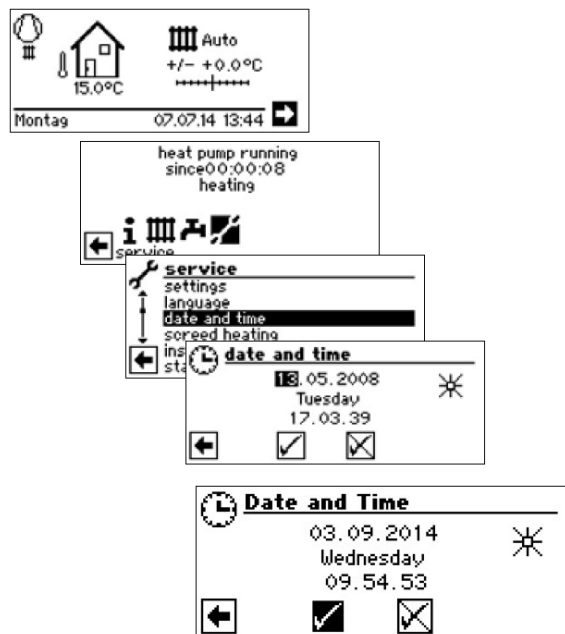 Auto
+/- +0.0°C
15.0°C
Montag 07.07.14 13:44
heat pump running
since00:00:08
heating
service
service
settings
language
date and time
screed heating
ins
sta
date and time
13.05.2008
Tuesday
17.03.39
Date and Time
03.09.2014
Wednesday
09.54.53